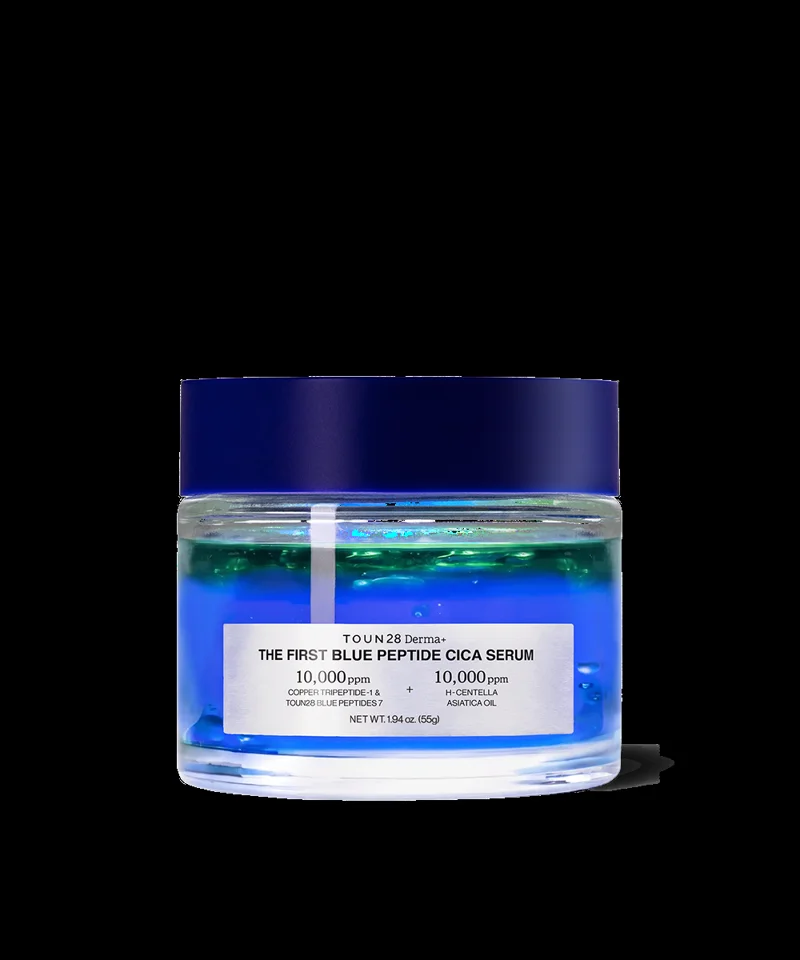 TOUN28 Derma+
THE FIRST BLUE PEPTIDE CICA SERUM
10,000ppm + 10,000ppm
COPPER TRIPEPTIDE-1 & H-CENTELLA
TOUN28 BLUE PEPTIDES 7 ASIATICA OIL
NET WT. 1.94 oz. (55g)